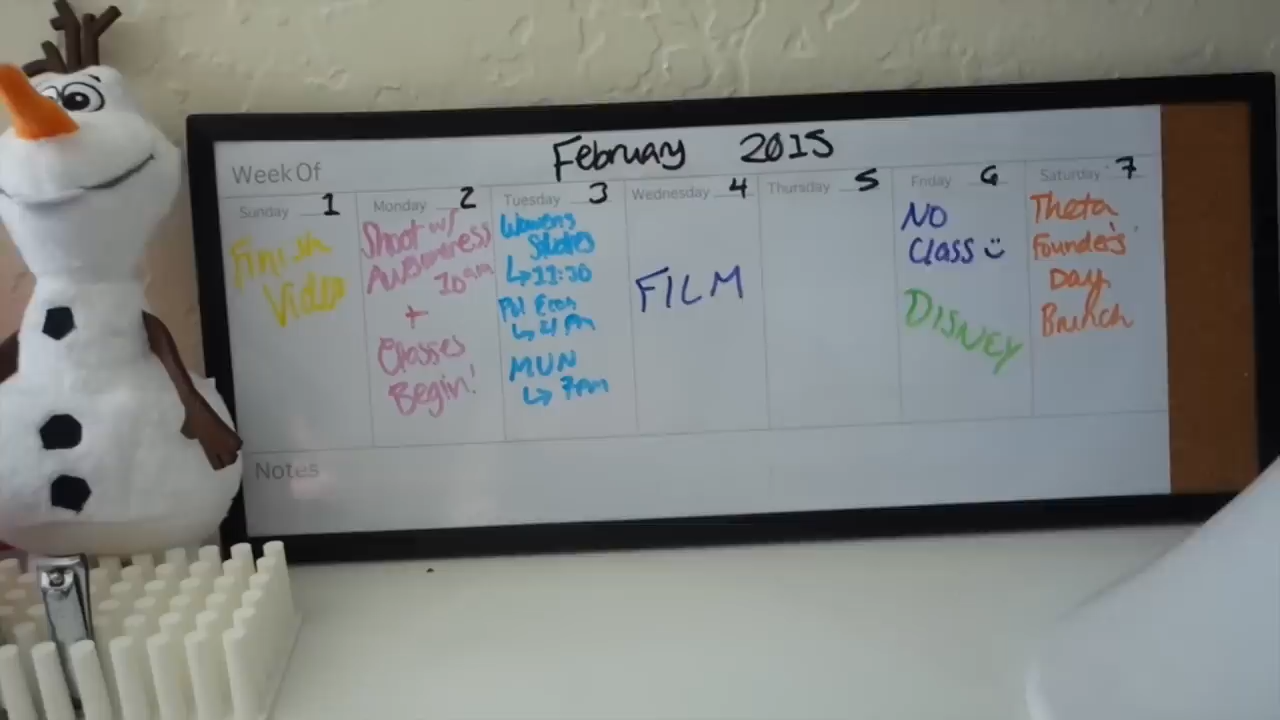 Week Of
February 2015
Sunday 1
Finish
Video
Monday 2
Shoot w/
Awesomeness
10am
+
Classes
Begin!
Tuesday 3
Womens
Studies
↳11:30
Pol Econ
↳ 4 Pm
MUN
↳ 7pm
Wednesday 4
FILM
Thursday 5
Friday 6
NO
Class
DISNEY
Saturday 7
Theta
Founder's
Day
Brunch
Notes